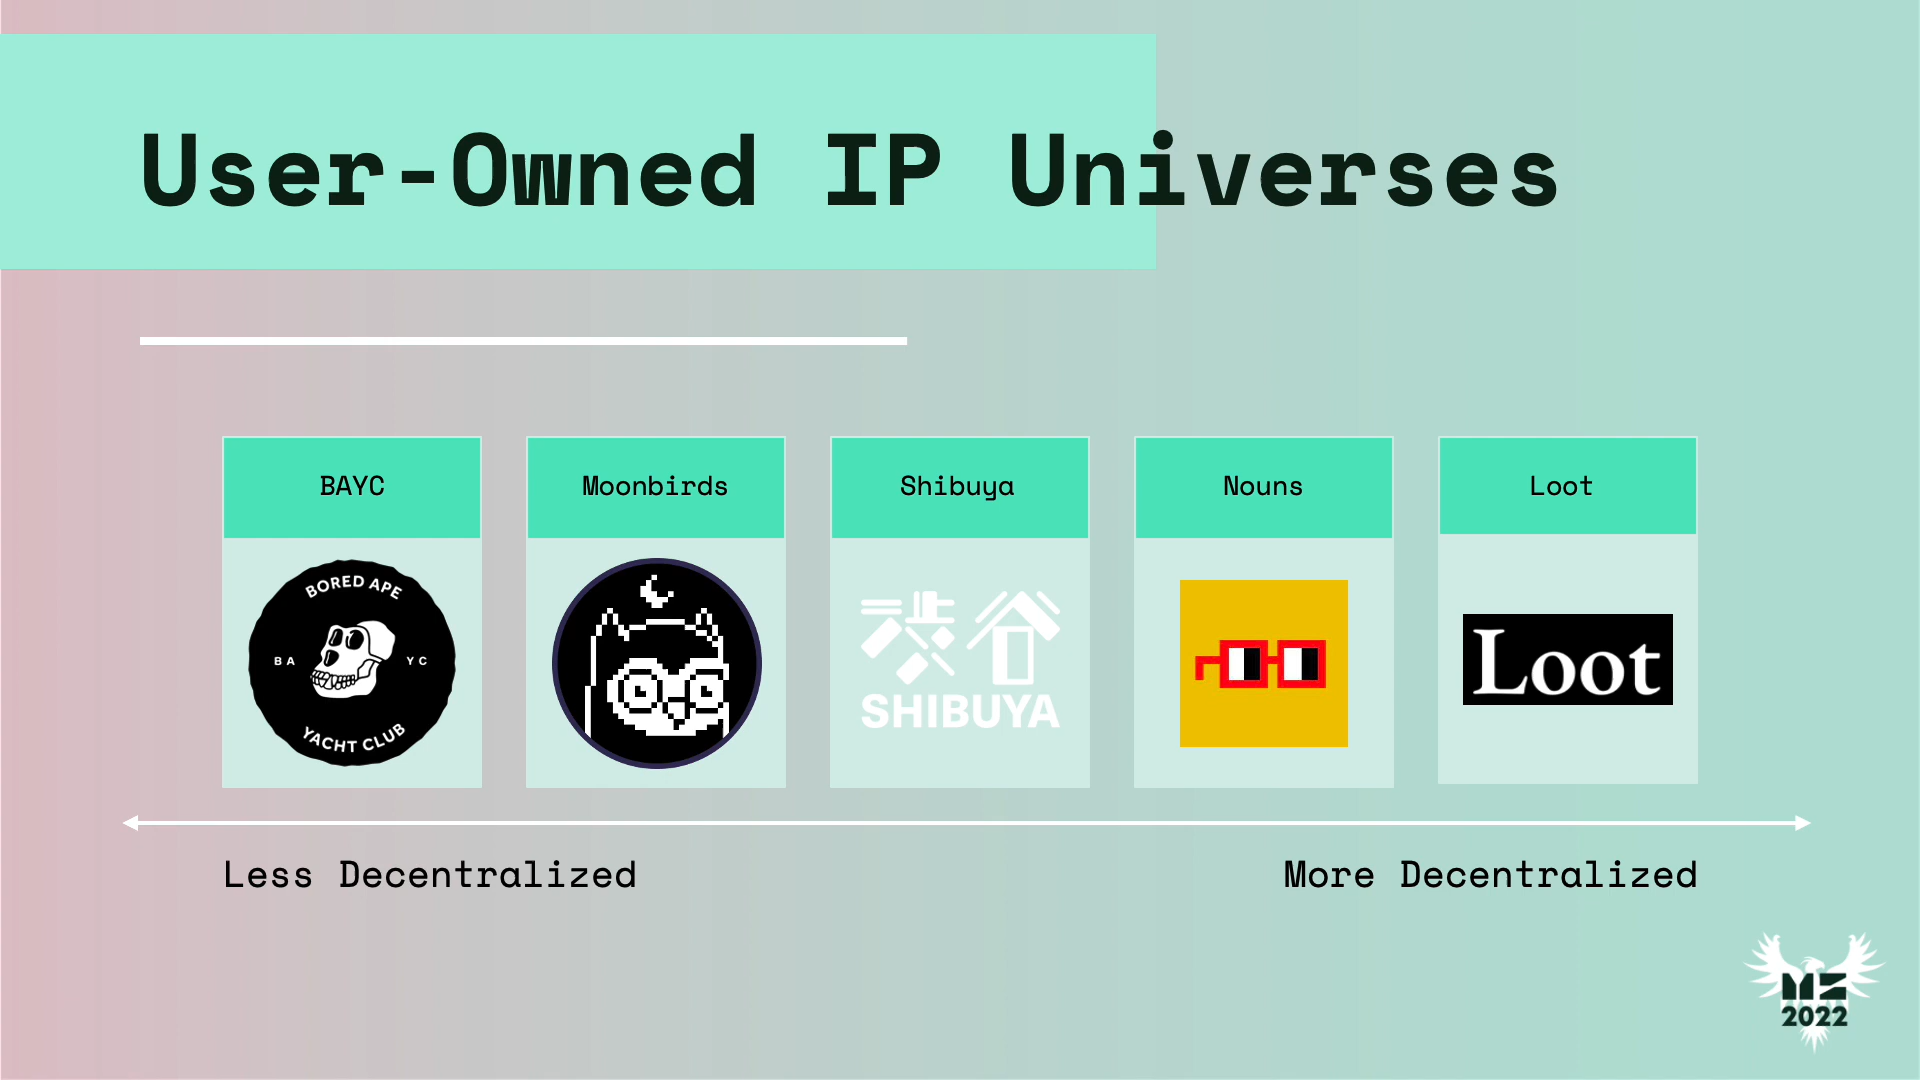 User-Owned IP Universes
BAYC
Moonbirds
Shibuya
Nouns
Loot
BORED APE
B A
Y C
YACHT CLUB
渋谷
SHIBUYA
Loot
Less Decentralized
More Decentralized
MZ
2022